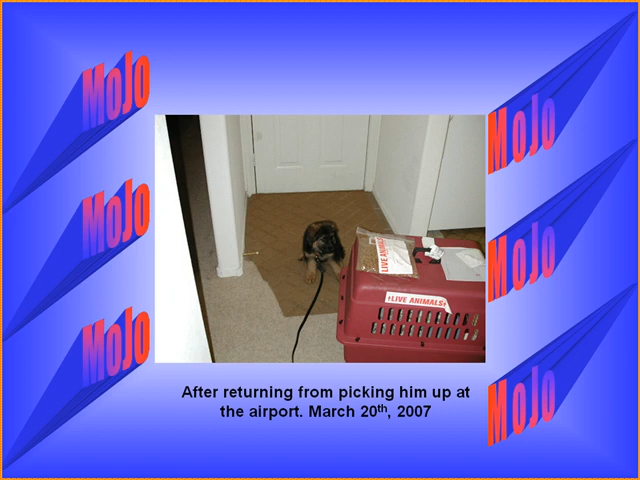 MoJo
MoJo
MoJo
MoJo
MoJo
MoJo
LIVE ANIMALS
LIVE ANIMALS
After returning from picking him up at
the airport. March 20th, 2007